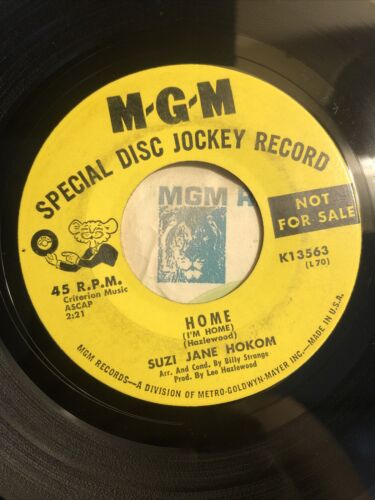 M-G-M
SPECIAL DISC JOCKEY RECORD
MGM
NOT
FOR SALE
45 R.P.M.
Criterion Music
ASCAP
2:21
K13563
(L70)
HOME
(I'M HOME)
(Hazlewood)
SUZI JANE HOKOM
Arr. And Cond. By Billy Strange
Prod. By Lee Hazlewood
MGM RECORDS—A DIVISION OF METRO-GOLDWYN-MAYER INC.—MADE IN U.S.A.